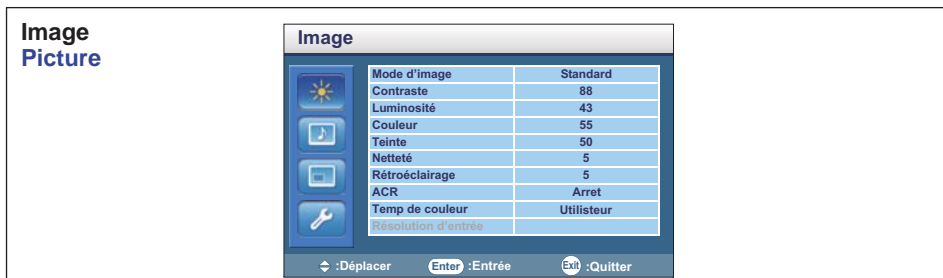 Image
Picture
Image
Mode d'image Standard
Contraste 88
Luminosité 43
Couleur 55
Teinte 50
Netteté 5
Rétroéclairage 5
ACR Arret
Temp de couleur Utilisteur
Résolution d'entrée
:Déplacer Enter :Entrée Exit :Quitter